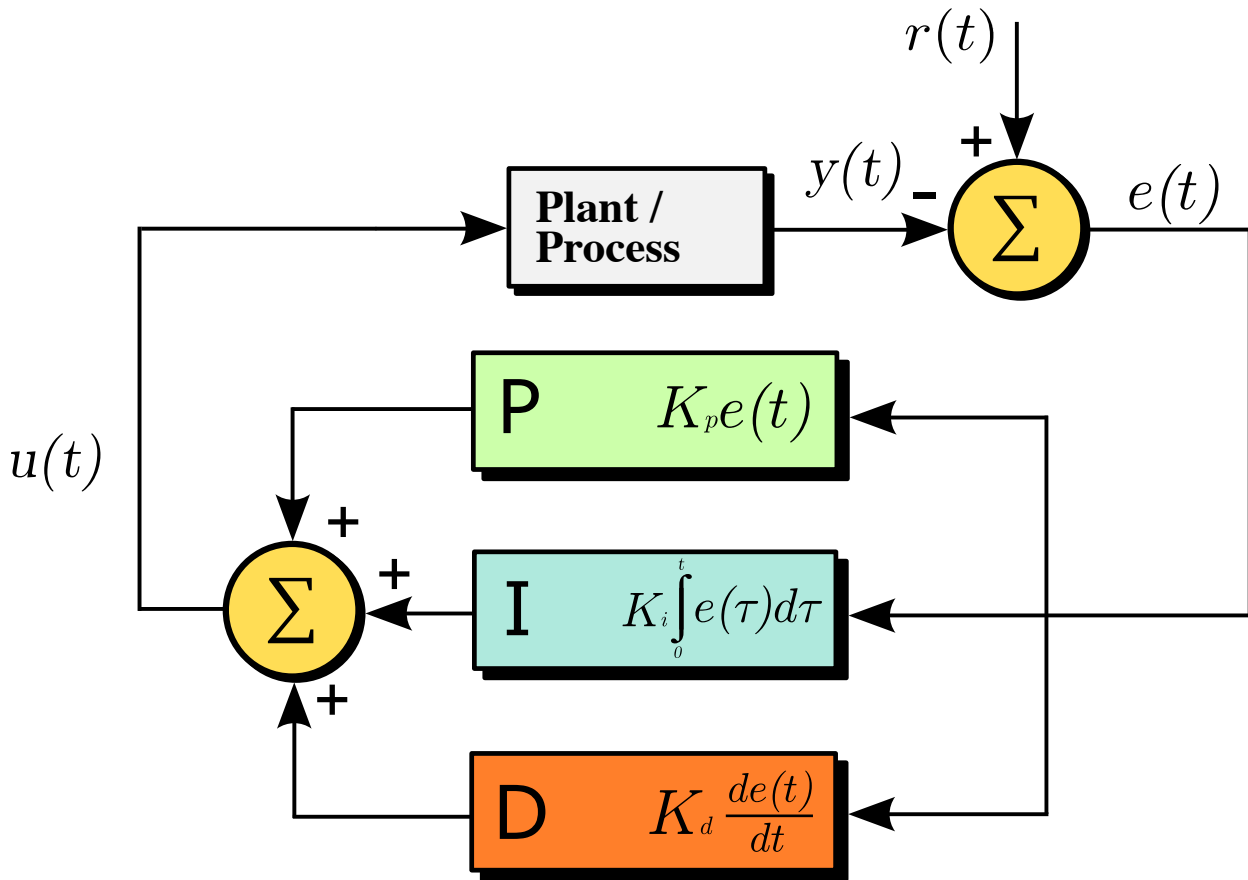 r(t)
+
Plant /
Process
y(t)
-
Σ
e(t)
P K_p e(t)
u(t)
+
Σ
+
I K_i ∫_0^t e(τ)dτ
+
D K_d de(t)/dt